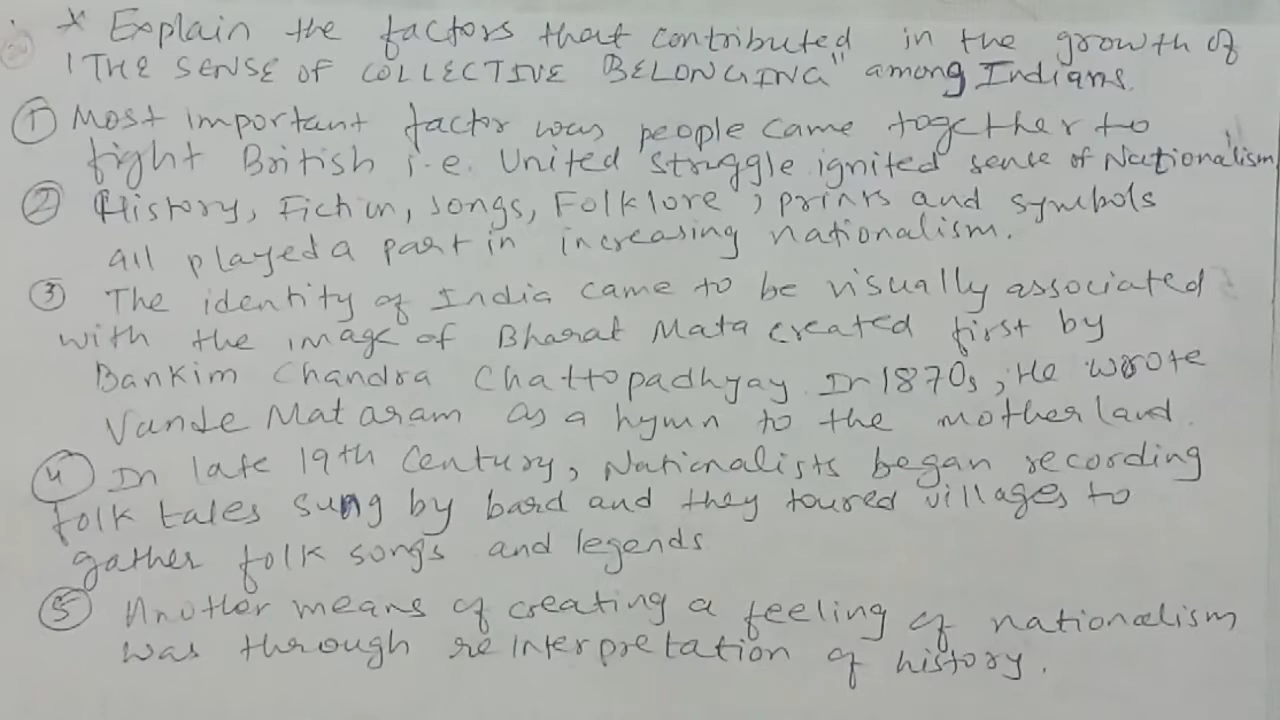 * Explain the factors that contributed in the growth of
'THE SENSE OF COLLECTIVE BELONGING" among Indians.
① Most important factor was people came together to
fight British i.e. United struggle ignited sense of Nationalism
② History, Fiction, songs, Folklore, prints and symbols
all played a part in increasing nationalism.
③ The identity of India came to be visually associated
with the image of Bharat Mata created first by
Bankim Chandra Chattopadhyay. In 1870s, He wrote
Vande Mataram as a hymn to the motherland.
④ In late 19th Century, Nationalists began recording
folk tales sung by bard and they toured villages to
gather folk songs and legends
⑤ Another means of creating a feeling of nationalism
was through reinterpretation of history.